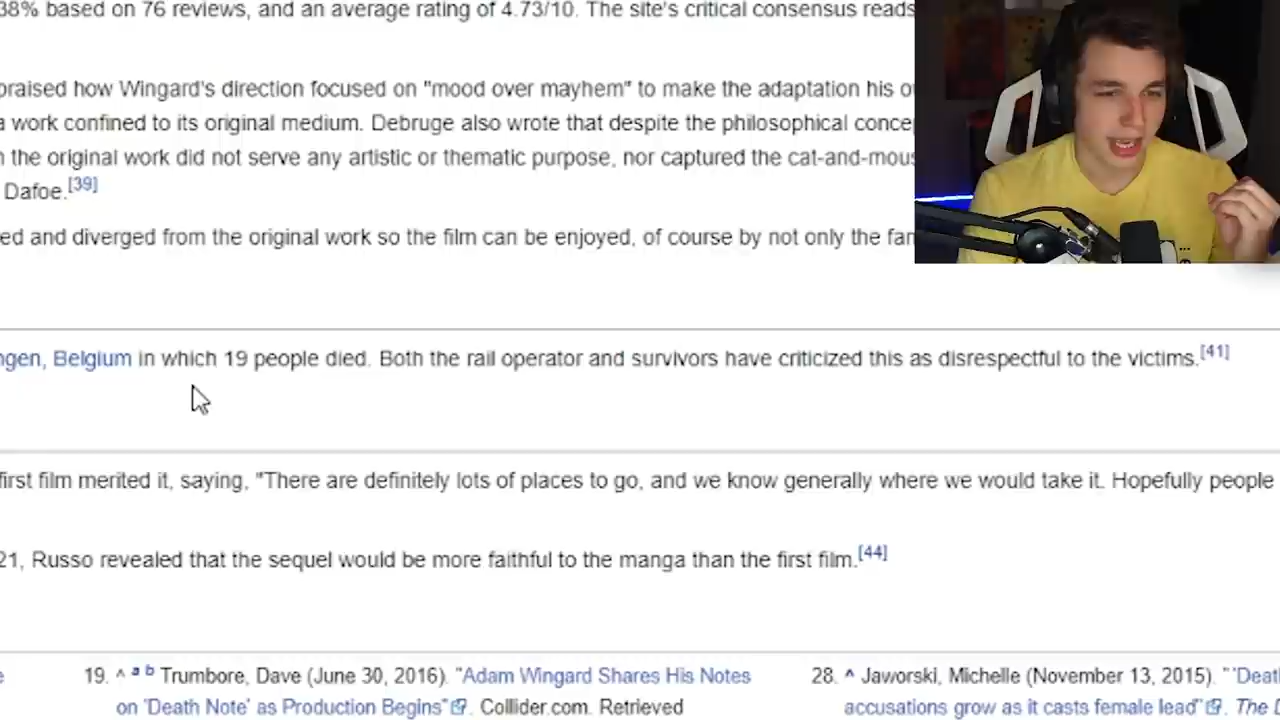 38% based on 76 reviews, and an average rating of 4.73/10. The site's critical consensus reads
praised how Wingard's direction focused on "mood over mayhem" to make the adaptation his
a work confined to its original medium. Debruge also wrote that despite the philosophical
the original work did not serve any artistic or thematic purpose, nor captured the
Dafoe.[39]
ed and diverged from the original work so the film can be enjoyed, of course by not only the
ngen, Belgium in which 19 people died. Both the rail operator and survivors have criticized this as disrespectful to the victims.[41]
first film merited it, saying, "There are definitely lots of places to go, and we know generally where we would take it. Hopefully people
21, Russo revealed that the sequel would be more faithful to the manga than the first film.[44]
19. ^ a b Trumbore, Dave (June 30, 2016). "Adam Wingard Shares His Notes
on 'Death Note' as Production Begins". Collider.com. Retrieved
28. ^ Jaworski, Michelle (November 13, 2015). "'Deat
accusations grow as it casts female lead". The